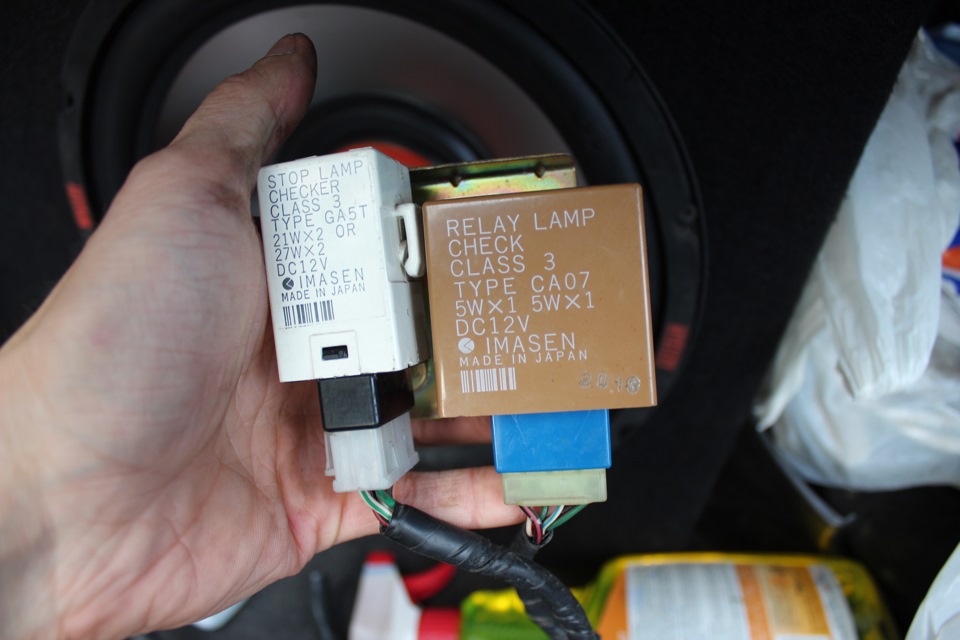 STOP LAMP
CHECKER
CLASS 3
TYPE GA5T
21W×2 OR
27W×2
DC12V
IMASEN
MADE IN JAPAN
RELAY LAMP
CHECK
CLASS 3
TYPE CA07
5W×1 5W×1
DC12V
IMASEN
MADE IN JAPAN